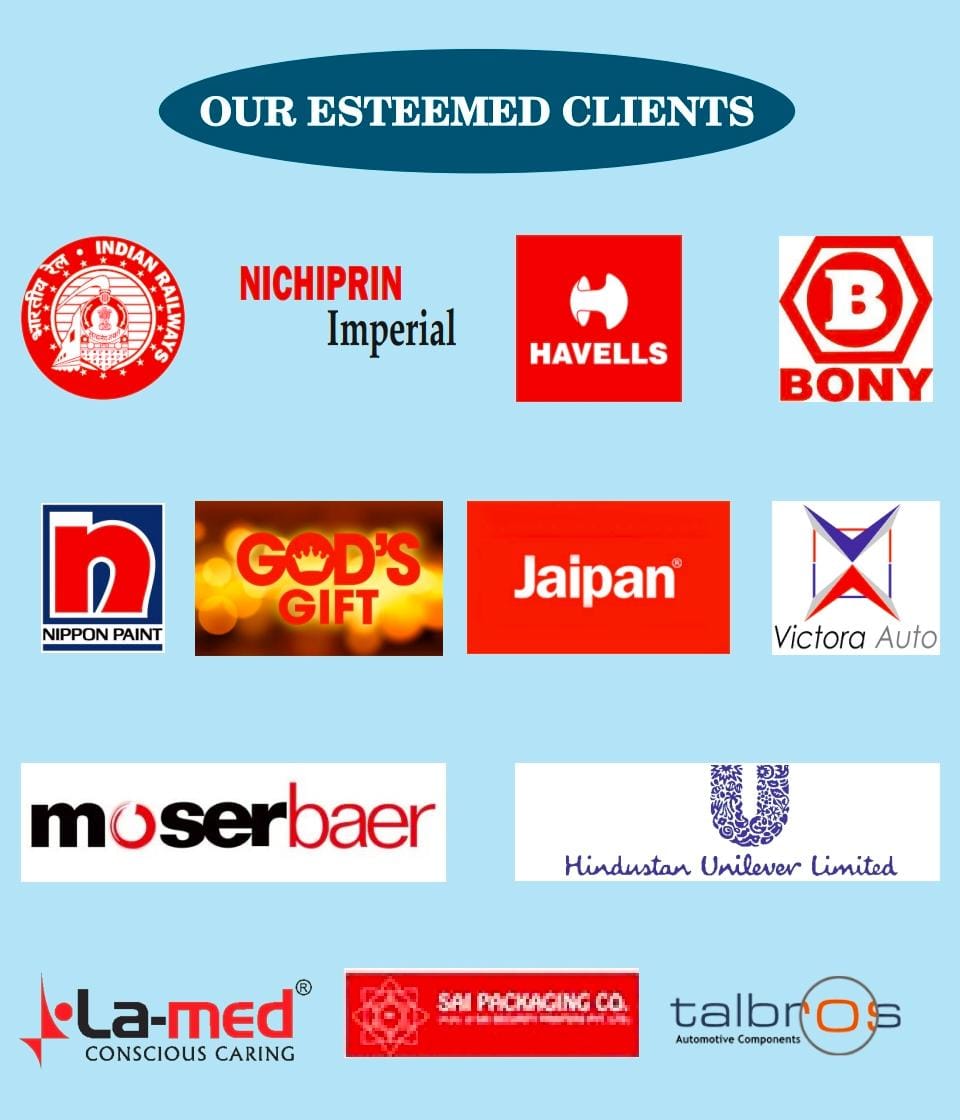 OUR ESTEEMED CLIENTS
भारतीय रेल • INDIAN RAILWAYS
NICHIPRIN
Imperial
HAVELLS
B
BONY
n
NIPPON PAINT
GOD'S
GIFT
Jaipan®
Victora Auto
moserbaer
U
Hindustan Unilever Limited
La-med®
CONSCIOUS CARING
SAI PACKAGING CO.
talbros
Automotive Components